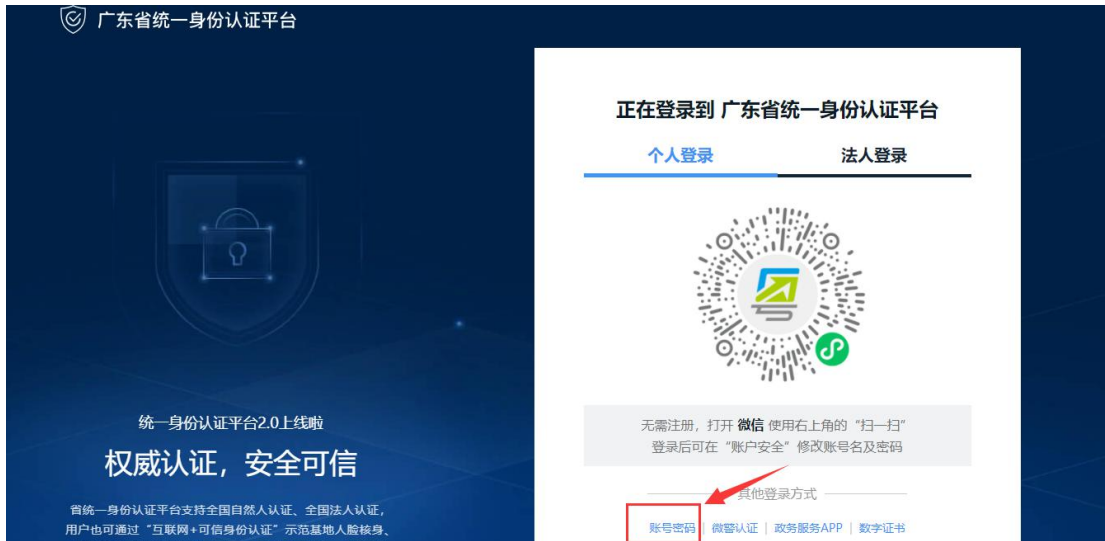 广东省统一身份认证平台
正在登录到 广东省统一身份认证平台
个人登录 法人登录
无需注册，打开 微信 使用右上角的“扫一扫”
登录后可在“账户安全”修改账号名及密码
其他登录方式
账号密码 | 微警认证 | 政务服务APP | 数字证书
统一身份认证平台2.0上线啦
权威认证，安全可信
省统一身份认证平台支持全国自然人认证、全国法人认证，
用户也可通过“互联网+可信身份认证”示范基地人脸核身、